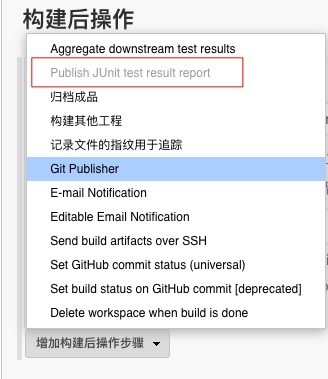 构建后操作
Aggregate downstream test results
Publish JUnit test result report
归档成品
构建其他工程
记录文件的指纹用于追踪
Git Publisher
E-mail Notification
Editable Email Notification
Send build artifacts over SSH
Set GitHub commit status (universal)
Set build status on GitHub commit [deprecated]
Delete workspace when build is done
增加构建后操作步骤